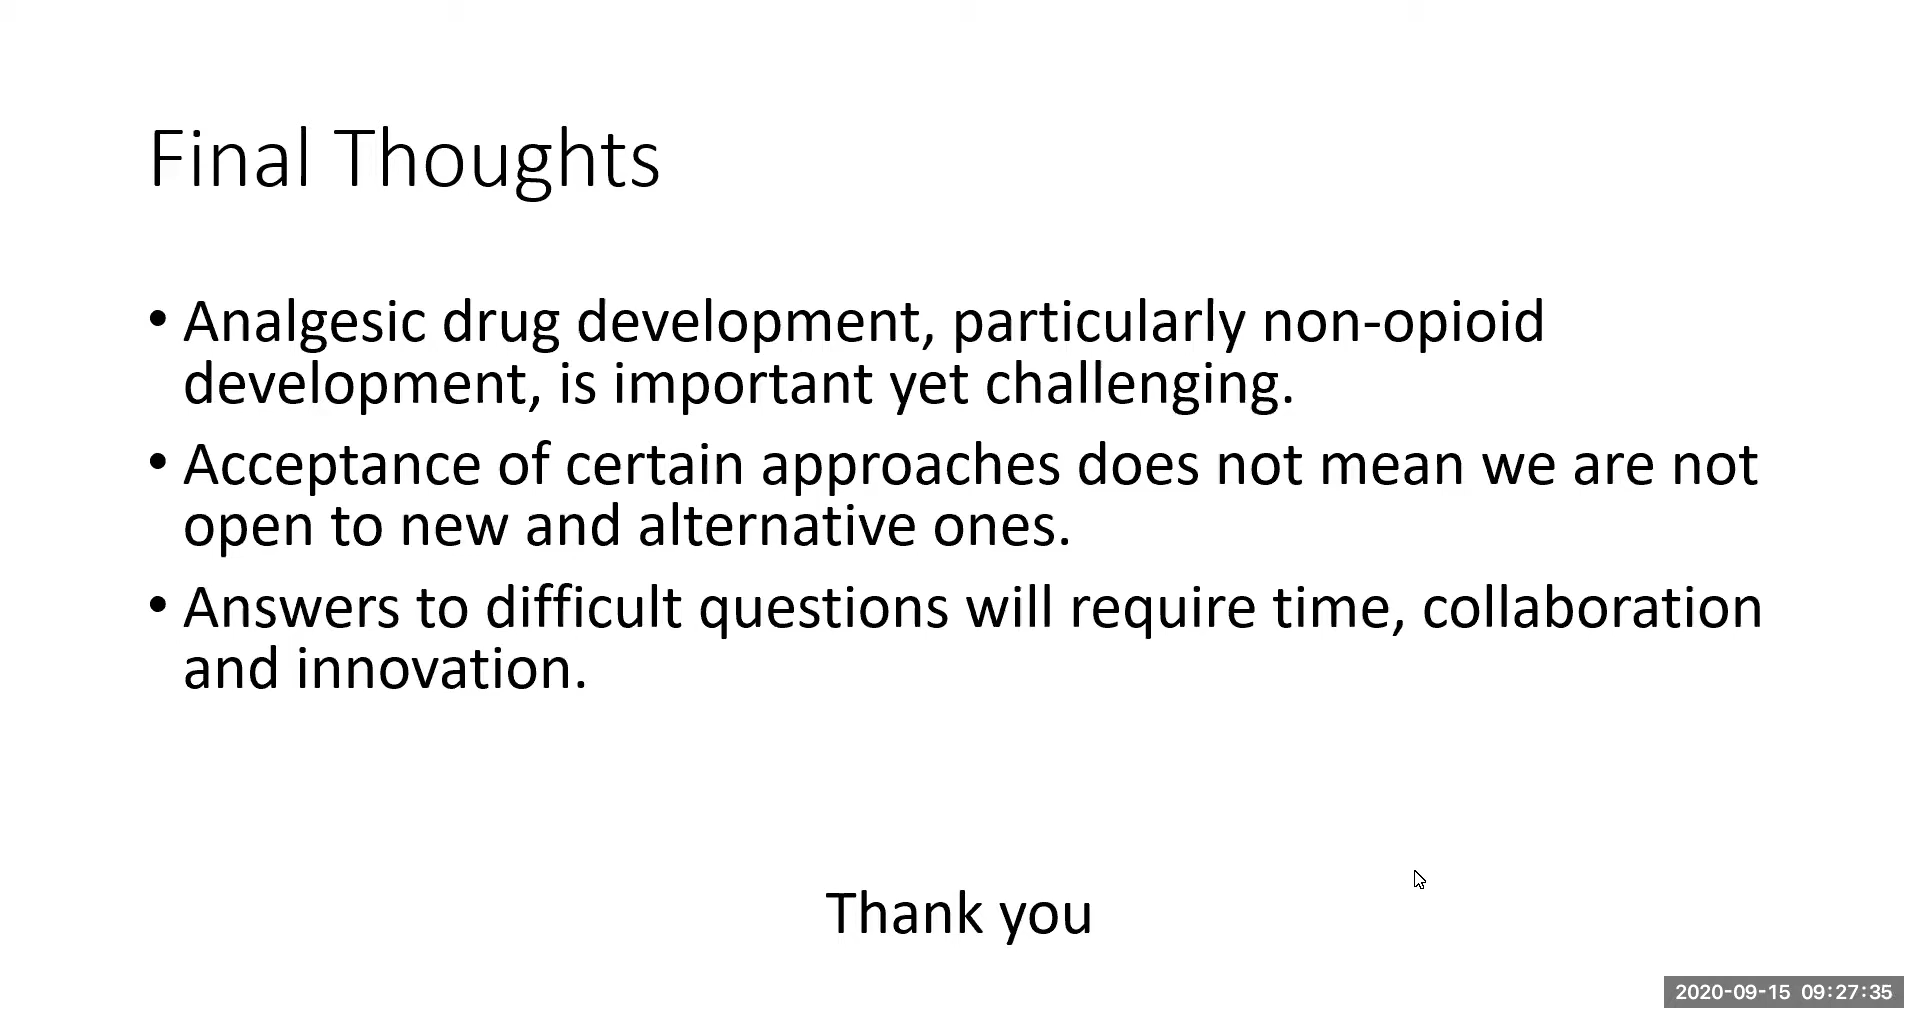 Final Thoughts
• Analgesic drug development, particularly non-opioid
development, is important yet challenging.
• Acceptance of certain approaches does not mean we are not
open to new and alternative ones.
• Answers to difficult questions will require time, collaboration
and innovation.
Thank you
2020-09-15 09:27:35